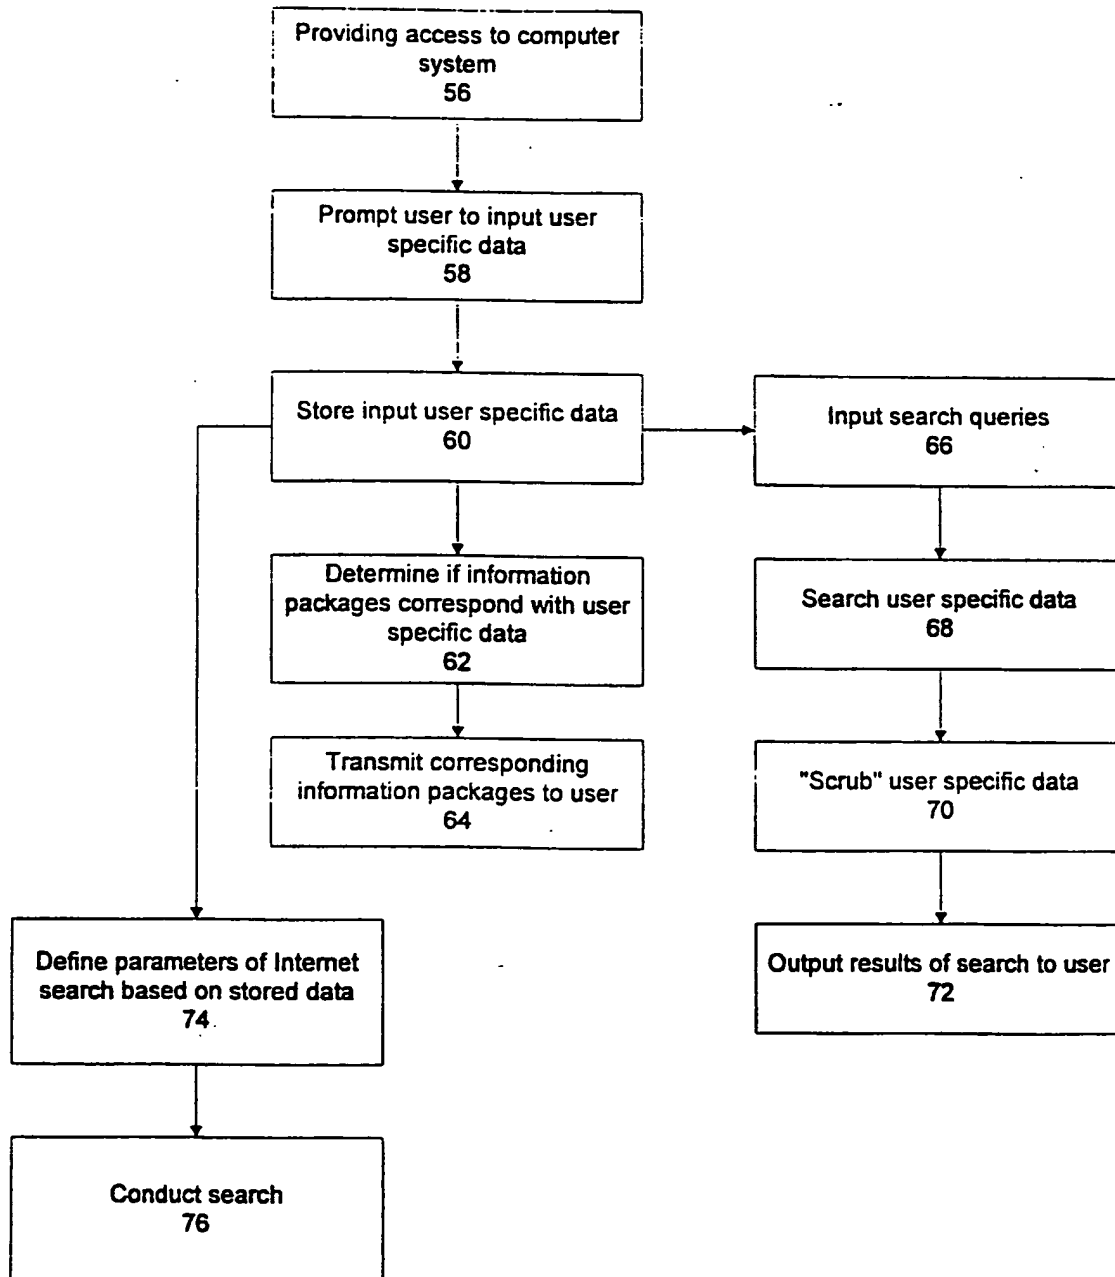 Providing access to computer
system
56
Prompt user to input user
specific data
58
Store input user specific data
60
Input search queries
66
Determine if information
packages correspond with user
specific data
62
Search user specific data
68
Transmit corresponding
information packages to user
64
"Scrub" user specific data
70
Define parameters of Internet
search based on stored data
74
Output results of search to user
72
Conduct search
76